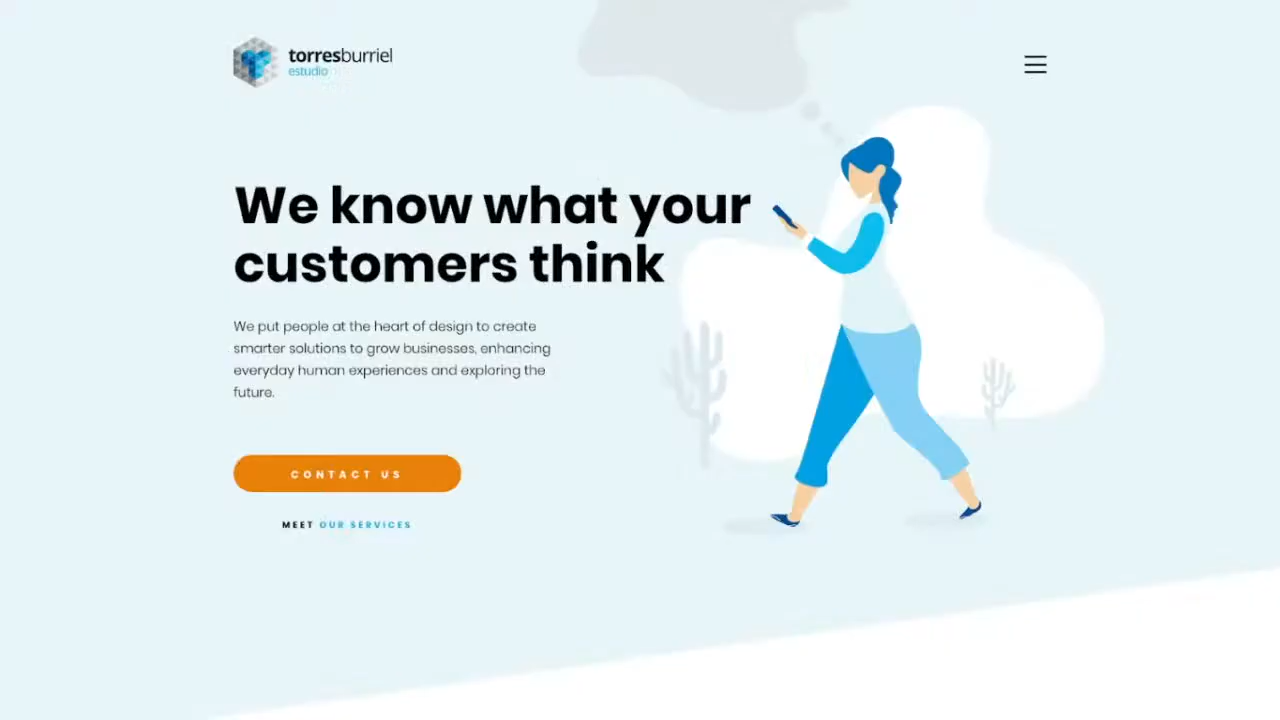 torresburriel
estudio
We know what your
customers think
We put people at the heart of design to create
smarter solutions to grow businesses, enhancing
everyday human experiences and exploring the
future.
CONTACT US
MEET OUR SERVICES